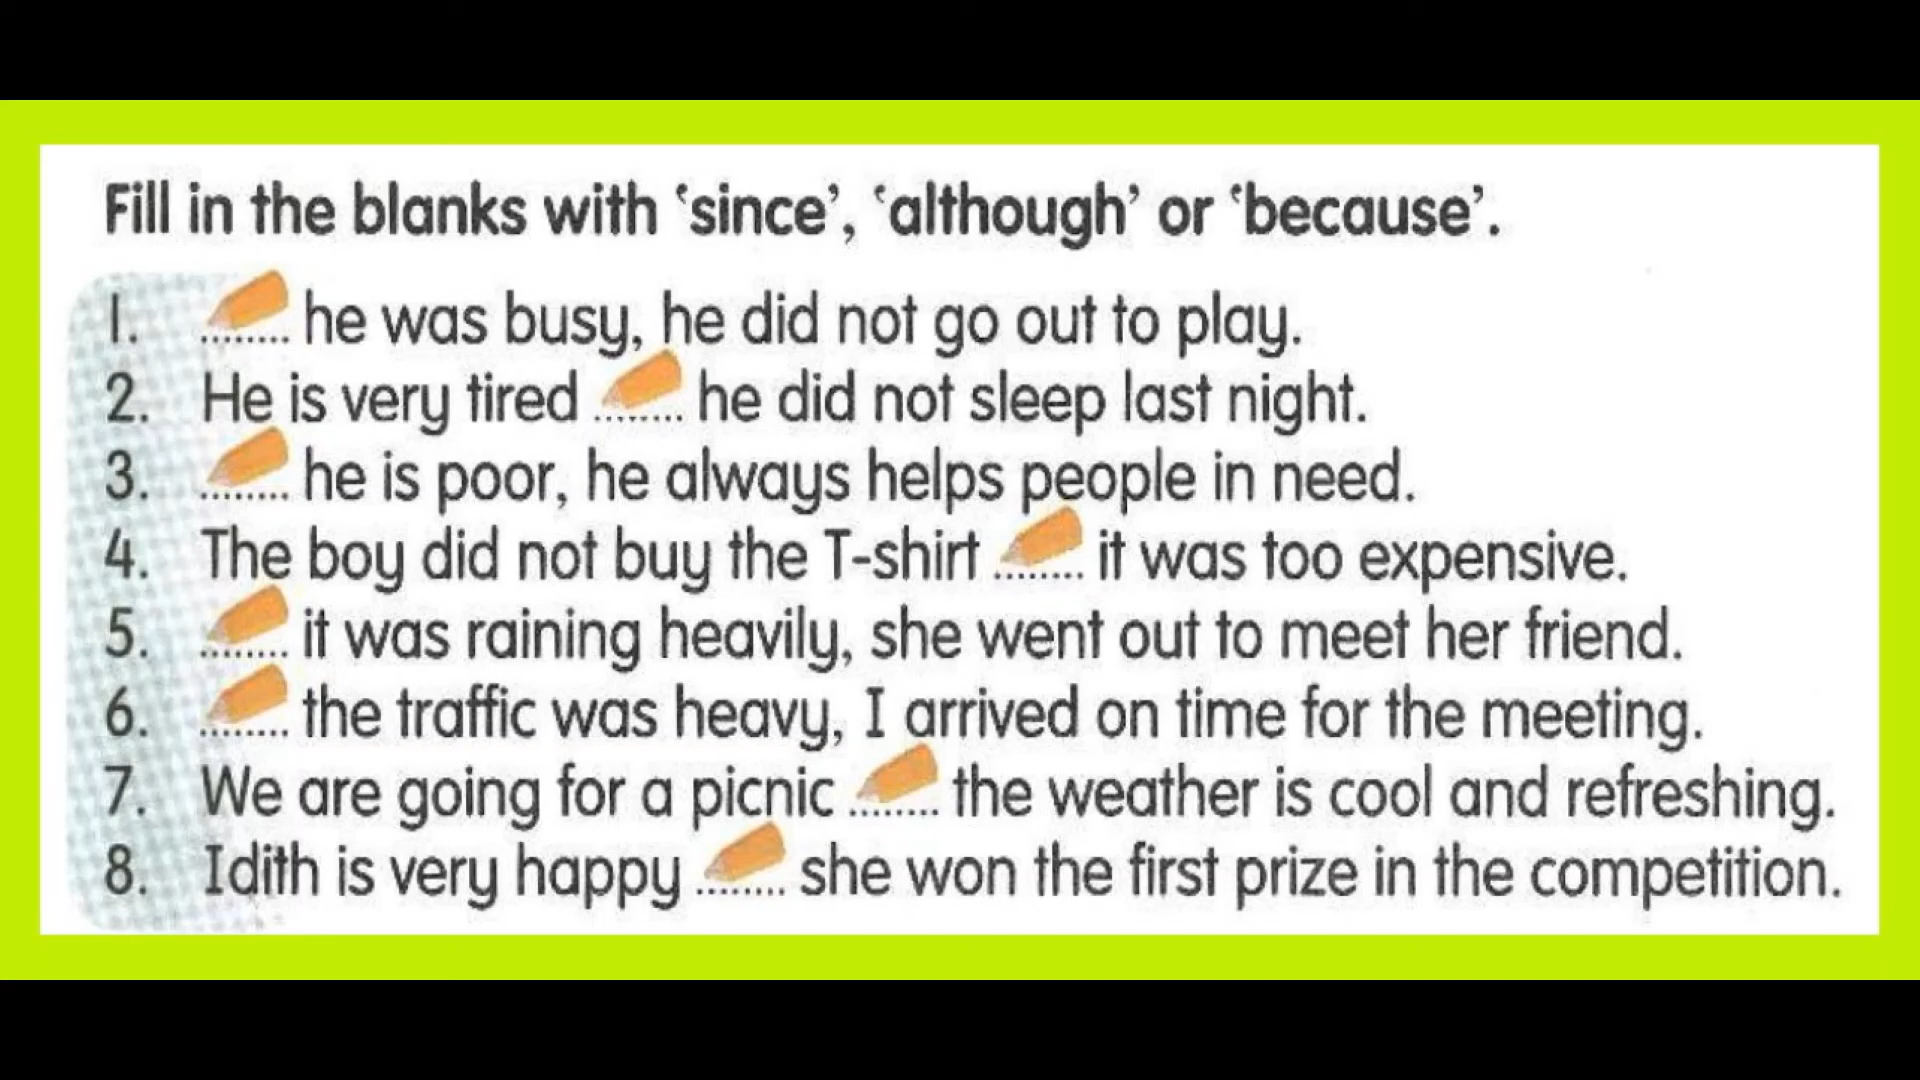 Fill in the blanks with ‘since’, ‘although’ or ‘because’.
1. ........ he was busy, he did not go out to play.
2. He is very tired ........ he did not sleep last night.
3. ........ he is poor, he always helps people in need.
4. The boy did not buy the T-shirt ........ it was too expensive.
5. ........ it was raining heavily, she went out to meet her friend.
6. ........ the traffic was heavy, I arrived on time for the meeting.
7. We are going for a picnic ........ the weather is cool and refreshing.
8. Idith is very happy ........ she won the first prize in the competition.